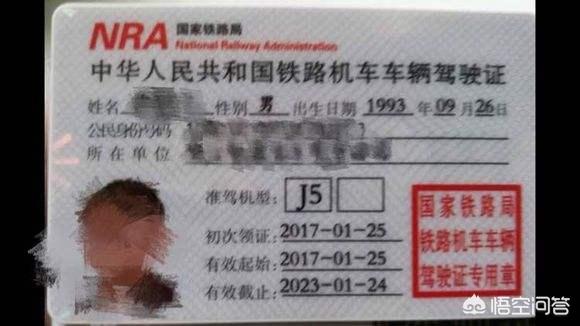 NRA 国家铁路局
National Railway Administration
中华人民共和国铁路机车车辆驾驶证
姓名 性别 男 出生日期 1993 年 09 月 26 日
公民身份号码
所在单位
准驾机型: J5
初次领证: 2017-01-25
有效起始: 2017-01-25
有效截止: 2023-01-24
国家铁路局
铁路机车车辆
驾驶证专用章
悟空问答